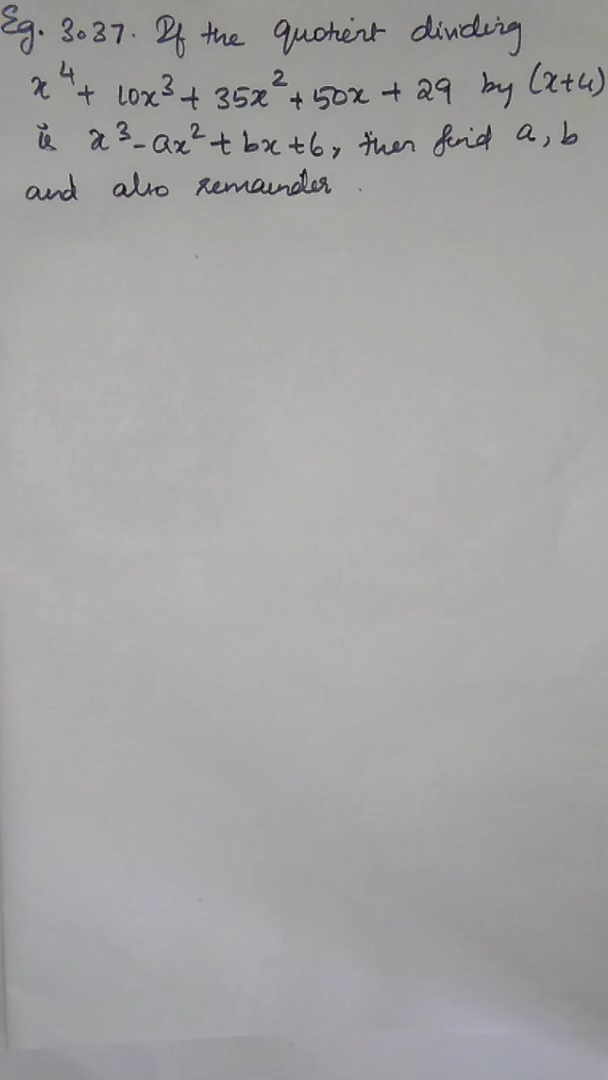 Eg. 3.37. If the quotient dividing
x⁴ + 10x³ + 35x² + 50x + 29 by (x+4)
is x³ - ax² + bx + 6, then find a, b
and also remainder.